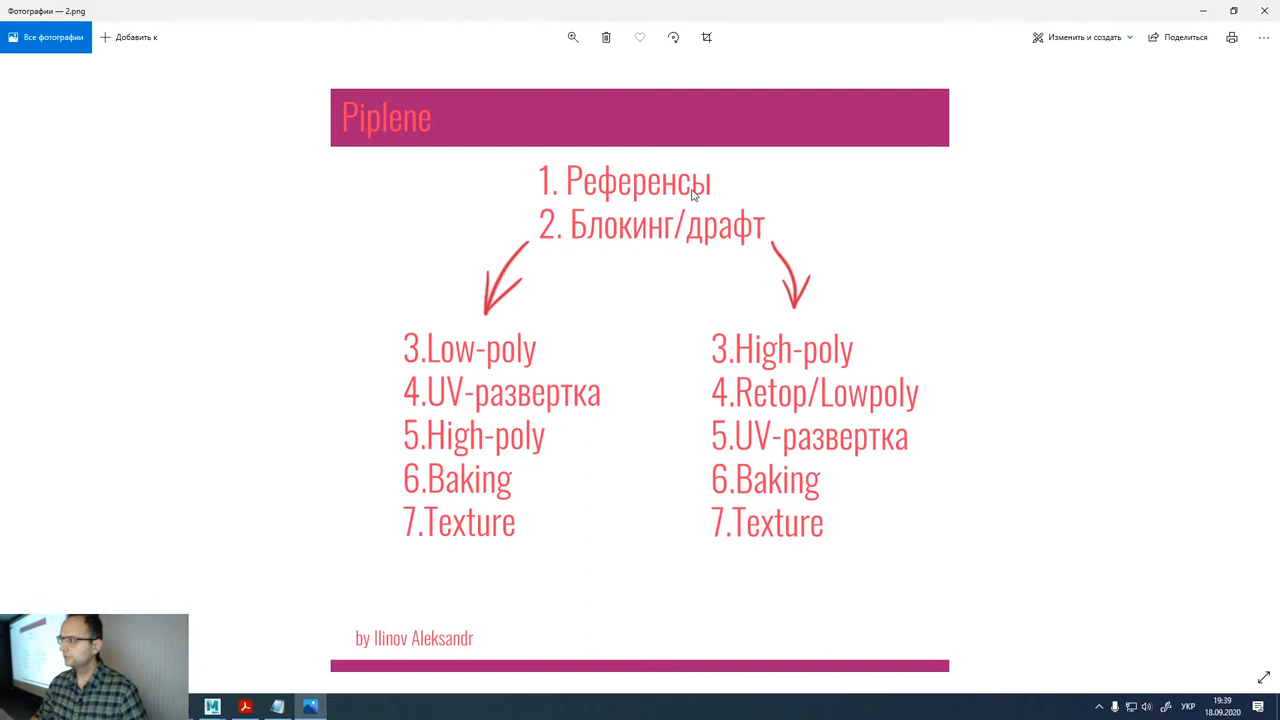 Фотографии — 2.png
Все фотографии
Добавить к
Изменить и создать
Поделиться
Piplene
1. Референсы
2. Блокинг/драфт
3.Low-poly
4.UV-развертка
5.High-poly
6.Baking
7.Texture
3.High-poly
4.Retop/Lowpoly
5.UV-развертка
6.Baking
7.Texture
by Ilinov Aleksandr
УКР
19:39
18.09.2020